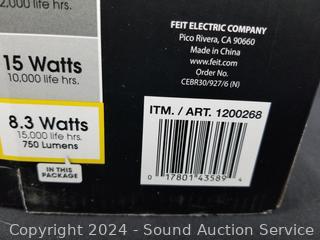 2,000 life hrs.
15 Watts
10,000 life hrs.
8.3 Watts
15,000 life hrs.
750 Lumens
IN THIS
PACKAGE
FEIT ELECTRIC COMPANY
Pico Rivera, CA 90660
Made in China
www.feit.com
Order No.
CEBR30/927/6 (N)
ITM. / ART. 1200268
0 17801 43589 4
Copyright 2024 - Sound Auction Service